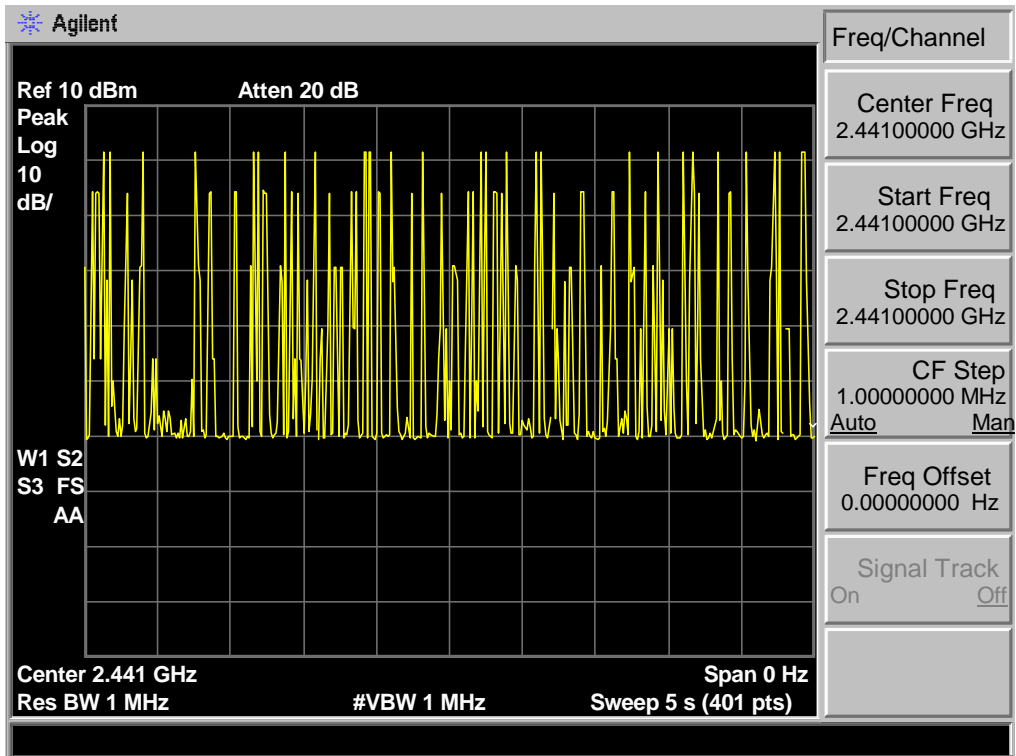 Agilent
Freq/Channel
Ref 10 dBm Atten 20 dB
Peak
Log
10
dB/
W1 S2
S3 FS
AA
Center 2.441 GHz Span 0 Hz
Res BW 1 MHz #VBW 1 MHz Sweep 5 s (401 pts)
Center Freq
2.44100000 GHz
Start Freq
2.44100000 GHz
Stop Freq
2.44100000 GHz
CF Step
1.00000000 MHz
Auto Man
Freq Offset
0.00000000 Hz
Signal Track
On Off